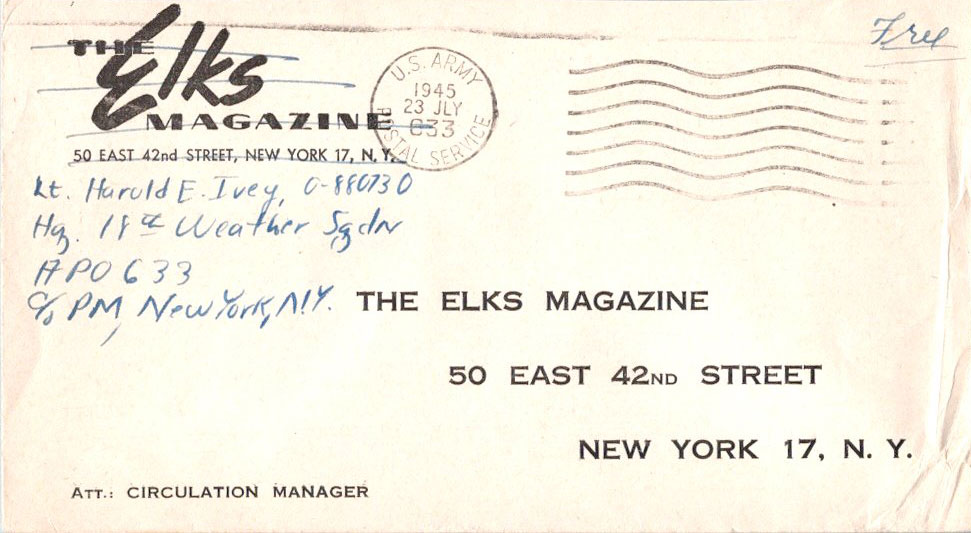 THE
Elks
MAGAZINE
50 EAST 42nd STREET, NEW YORK 17, N.Y.
Free
U.S. ARMY
1945
23 JLY
633
POSTAL SERVICE
Lt. Harold E. Ivey, O-880730
Hq. 18th Weather Sqdn
APO 633
c/o PM, New York, N.Y.
THE ELKS MAGAZINE
50 EAST 42ND STREET
NEW YORK 17, N. Y.
ATT.: CIRCULATION MANAGER